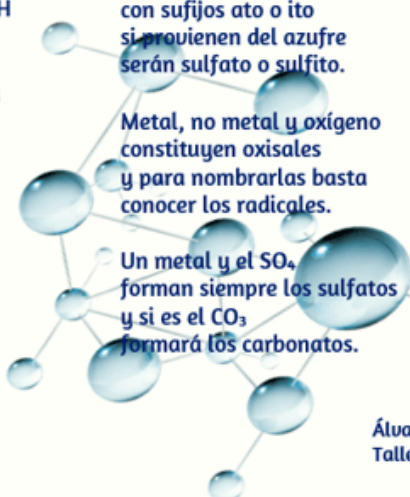 H
con sufijos ato o ito
si provienen del azufre
serán sulfato o sulfito.
Metal, no metal y oxígeno
constituyen oxisales
y para nombrarlas basta
conocer los radicales.
Un metal y el SO₄
forman siempre los sulfatos
y si es el CO₃
formará los carbonatos.
Álva
Talle